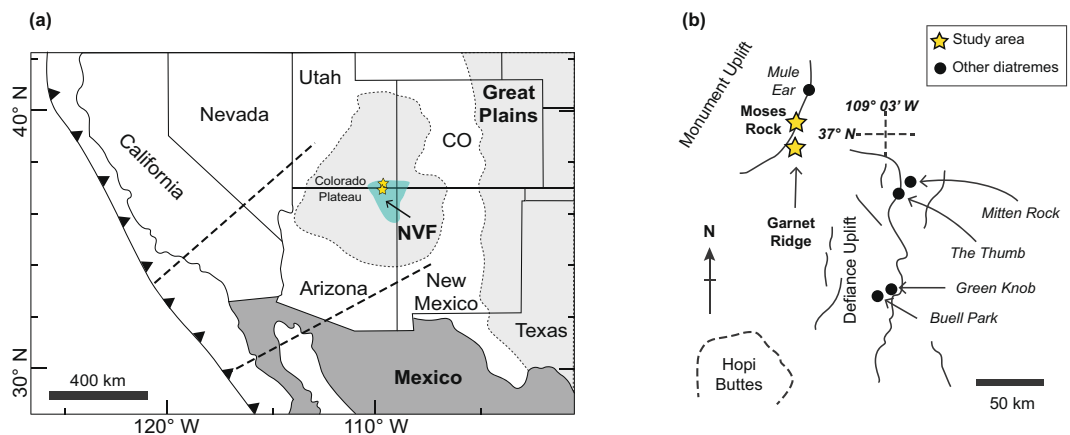 (a)
40° N
30° N
120° W
110° W
Utah
Nevada
California
CO
Great
Plains
Colorado
Plateau
NVF
Arizona
New
Mexico
Texas
Mexico
400 km
(b)
Study area
Other diatremes
Monument Uplift
Mule
Ear
Moses
Rock
109° 03’ W
37° N
Garnet
Ridge
N
Defiance Uplift
Mitten Rock
The Thumb
Green Knob
Buell Park
Hopi
Buttes
50 km